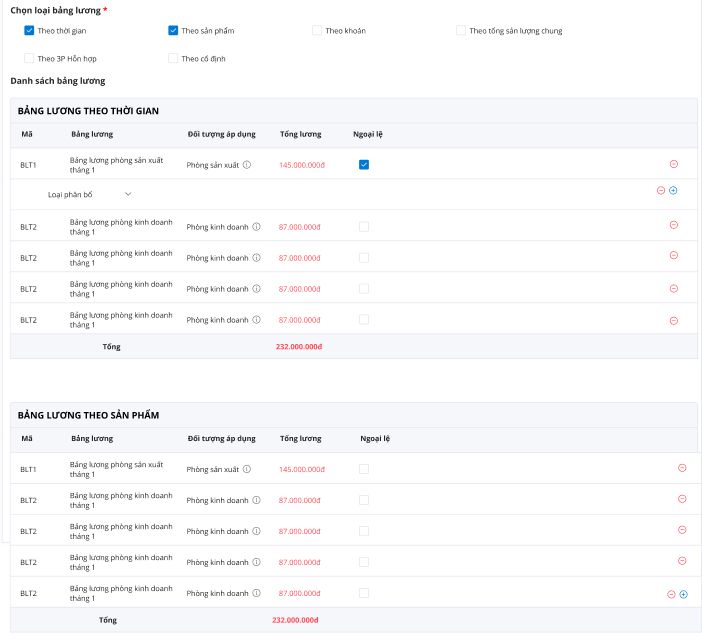 Chọn loại bảng lương *
Theo thời gian Theo sản phẩm Theo khoán Theo tổng sản lượng chung
Theo 3P Hỗn hợp Theo cố định
Danh sách bảng lương
BẢNG LƯƠNG THEO THỜI GIAN
Mã Bảng lương Đối tượng áp dụng Tổng lương Ngoại lệ
BLT1 Bảng lương phòng sản xuất tháng 1 Phòng sản xuất 145.000.000đ
Loại phân bổ
BLT2 Bảng lương phòng kinh doanh tháng 1 Phòng kinh doanh 87.000.000đ
BLT2 Bảng lương phòng kinh doanh tháng 1 Phòng kinh doanh 87.000.000đ
BLT2 Bảng lương phòng kinh doanh tháng 1 Phòng kinh doanh 87.000.000đ
BLT2 Bảng lương phòng kinh doanh tháng 1 Phòng kinh doanh 87.000.000đ
Tổng 232.000.000đ
BẢNG LƯƠNG THEO SẢN PHẨM
Mã Bảng lương Đối tượng áp dụng Tổng lương Ngoại lệ
BLT1 Bảng lương phòng sản xuất tháng 1 Phòng sản xuất 145.000.000đ
BLT2 Bảng lương phòng kinh doanh tháng 1 Phòng kinh doanh 87.000.000đ
BLT2 Bảng lương phòng kinh doanh tháng 1 Phòng kinh doanh 87.000.000đ
BLT2 Bảng lương phòng kinh doanh tháng 1 Phòng kinh doanh 87.000.000đ
BLT2 Bảng lương phòng kinh doanh tháng 1 Phòng kinh doanh 87.000.000đ
Tổng 232.000.000đ